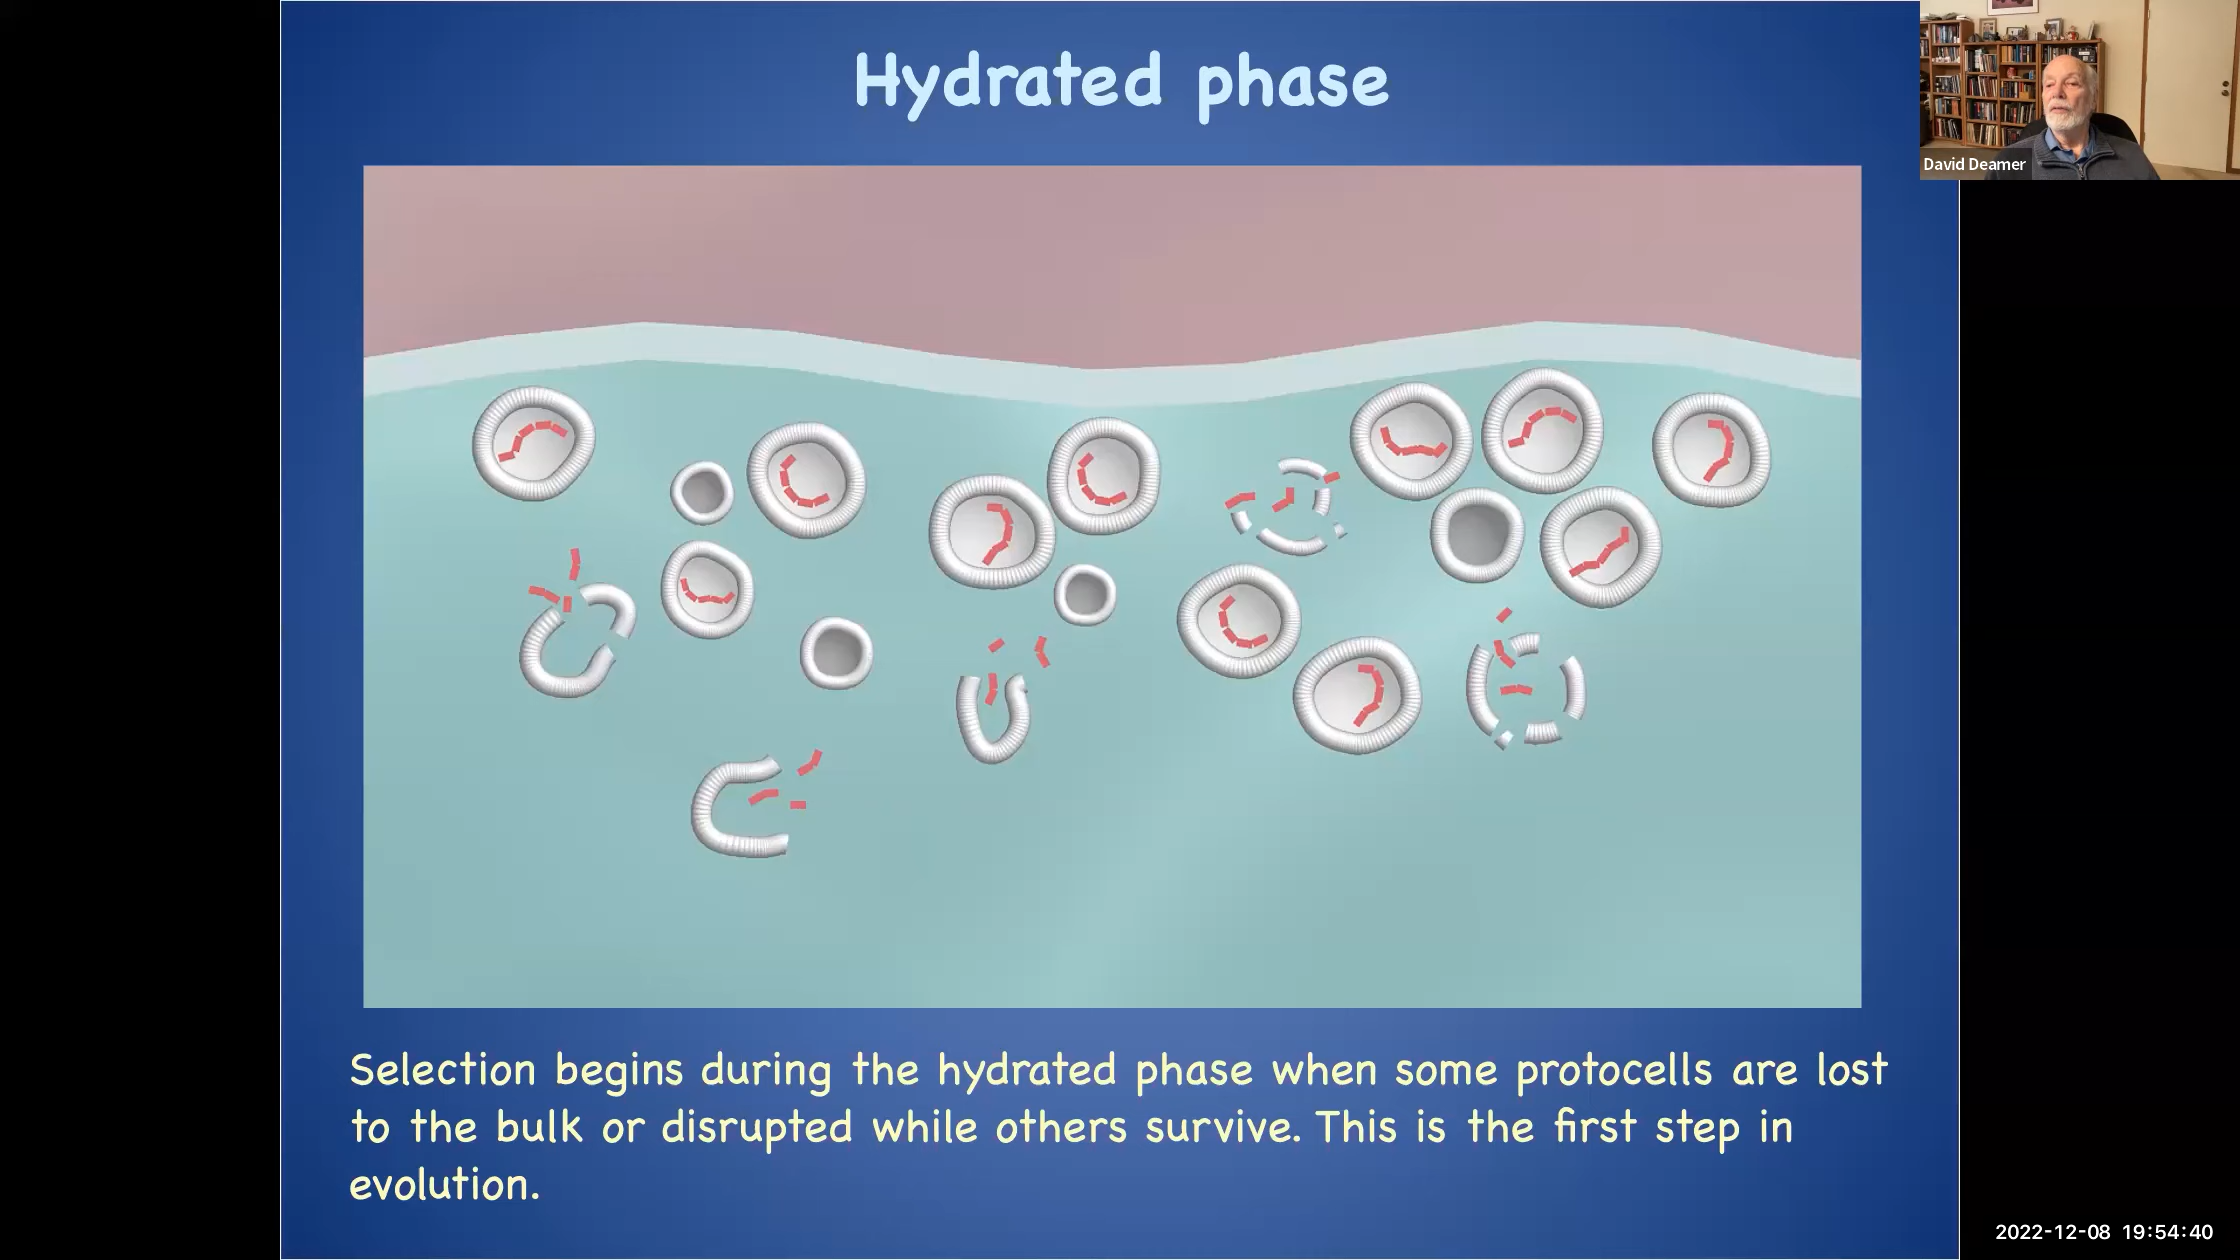 Hydrated phase
David Deamer
Selection begins during the hydrated phase when some protocells are lost
to the bulk or disrupted while others survive. This is the first step in
evolution.
2022-12-08 19:54:40